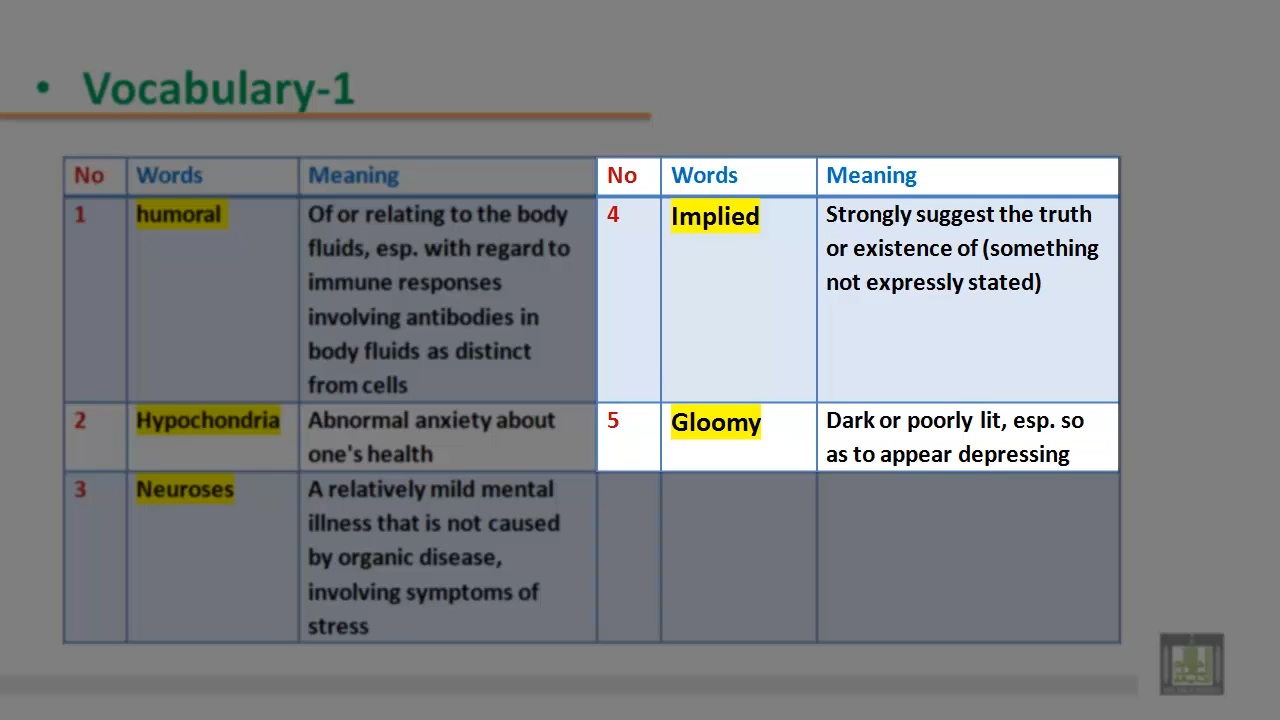 • Vocabulary-1
No Words Meaning No Words Meaning
1 humoral Of or relating to the body
fluids, esp. with regard to
immune responses
involving antibodies in
body fluids as distinct
from cells
4 Implied Strongly suggest the truth
or existence of (something
not expressly stated)
2 Hypochondria Abnormal anxiety about
one's health
5 Gloomy Dark or poorly lit, esp. so
as to appear depressing
3 Neuroses A relatively mild mental
illness that is not caused
by organic disease,
involving symptoms of
stress